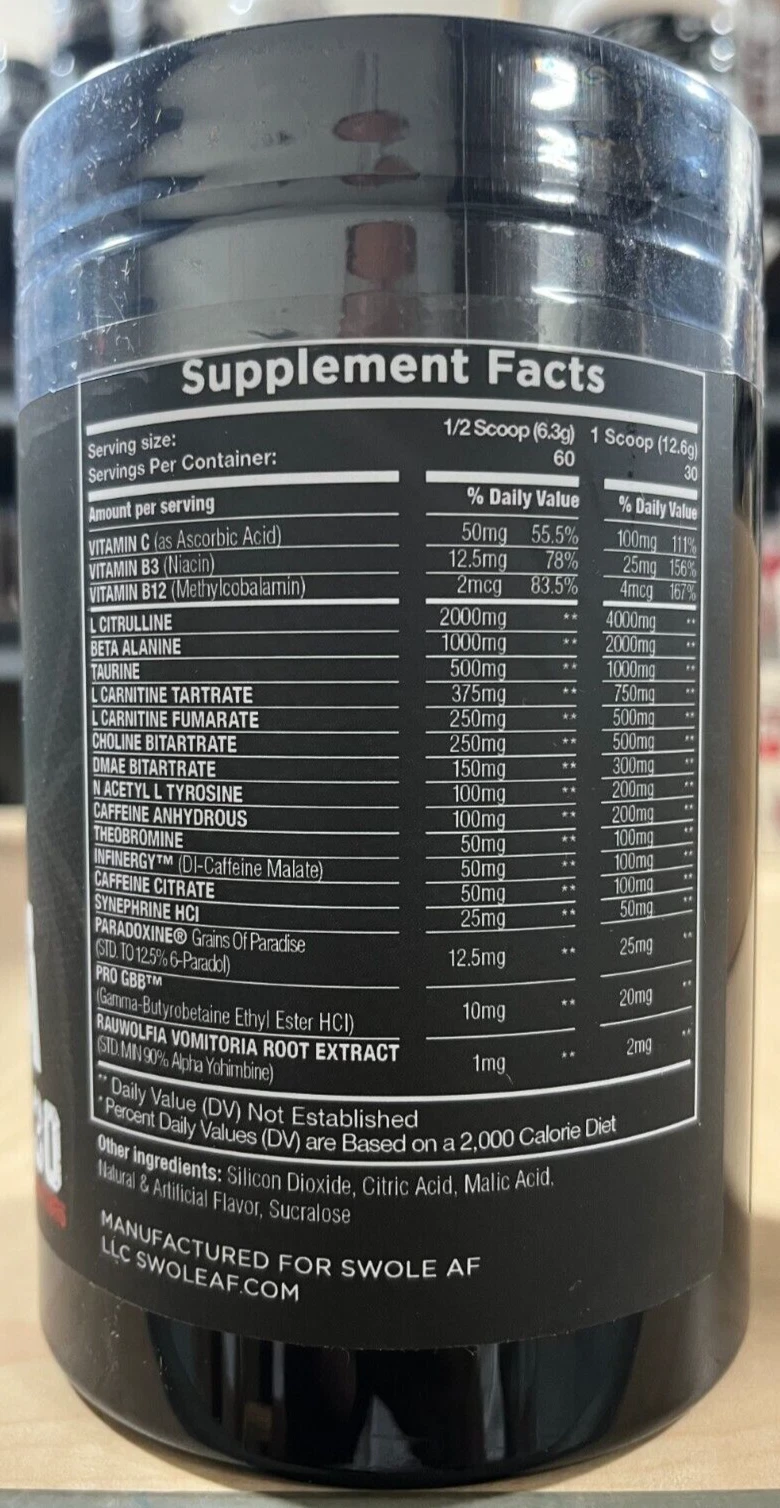 Supplement Facts
Serving size: 1/2 Scoop (6.3g) 1 Scoop (12.6g)
Servings Per Container: 60 30
Amount per serving % Daily Value % Daily Value
VITAMIN C (as Ascorbic Acid) 50mg 55.5% 100mg 111%
VITAMIN B3 (Niacin) 12.5mg 78% 25mg 156%
VITAMIN B12 (Methylcobalamin) 2mcg 83.5% 4mcg 167%
L CITRULLINE 2000mg ** 4000mg **
BETA ALANINE 1000mg ** 2000mg **
TAURINE 500mg ** 1000mg **
L CARNITINE TARTRATE 375mg ** 750mg **
L CARNITINE FUMARATE 250mg ** 500mg **
CHOLINE BITARTRATE 250mg ** 500mg **
DMAE BITARTRATE 150mg ** 300mg **
N ACETYL L TYROSINE 100mg ** 200mg **
CAFFEINE ANHYDROUS 100mg ** 200mg **
THEOBROMINE 50mg ** 100mg **
INFINERGY™ (DI-Caffeine Malate) 50mg ** 100mg **
CAFFEINE CITRATE 50mg ** 100mg **
SYNEPHRINE HCI 25mg ** 50mg **
PARADOXINE® Grains Of Paradise
(STD. TO 12.5% 6-Paradol) 12.5mg ** 25mg **
PRO GBB™
(Gamma-Butyrobetaine Ethyl Ester HCI) 10mg ** 20mg **
RAUWOLFIA VOMITORIA ROOT EXTRACT
(STD. MIN 90% Alpha Yohimbine) 1mg ** 2mg **
** Daily Value (DV) Not Established
*Percent Daily Values (DV) are Based on a 2,000 Calorie Diet
Other ingredients: Silicon Dioxide, Citric Acid, Malic Acid,
Natural & Artificial Flavor, Sucralose
MANUFACTURED FOR SWOLE AF
LLC SWOLEAF.COM